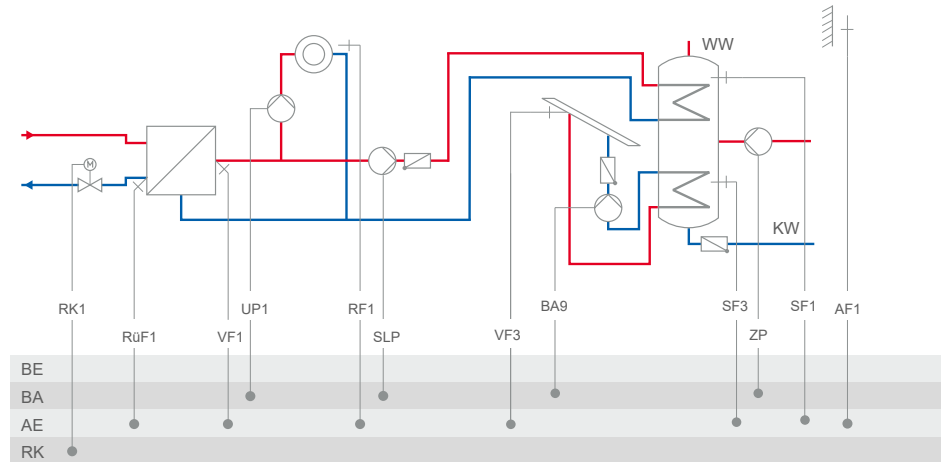 WW
M
KW
RK1
UP1
RF1
BA9
SF3
SF1
AF1
RüF1
VF1
SLP
VF3
ZP
BE
BA
AE
RK